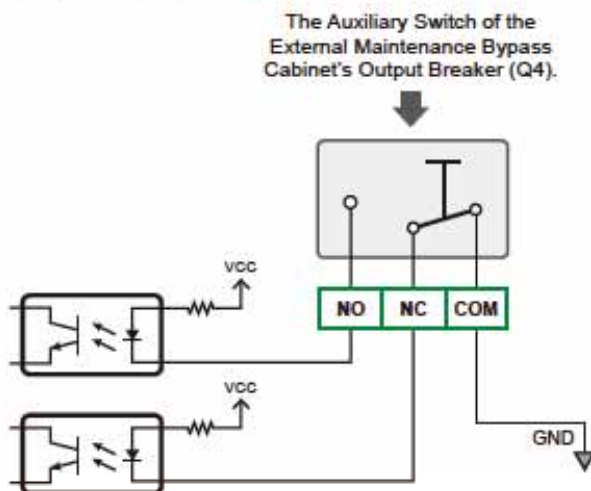 The Auxiliary Switch of the
External Maintenance Bypass
Cabinet's Output Breaker (Q4).
VCC
NO NC COM
VCC
GND